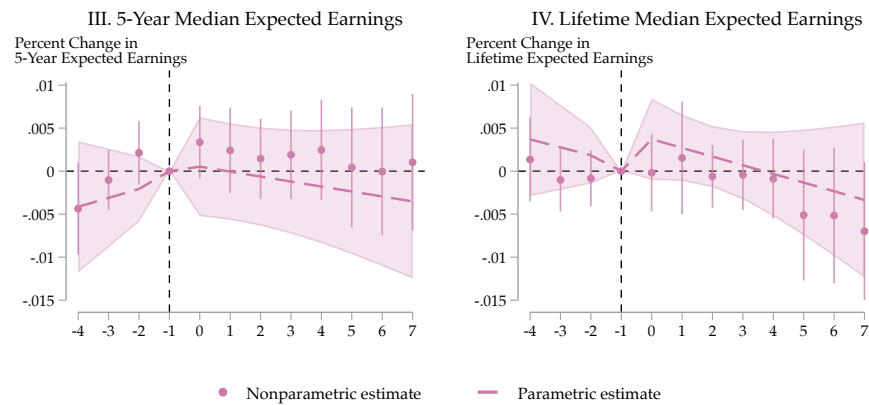 III. 5-Year Median Expected Earnings
Percent Change in
5-Year Expected Earnings
.01
.005
0
-.005
-.01
-.015
-4 -3 -2 -1 0 1 2 3 4 5 6 7
IV. Lifetime Median Expected Earnings
Percent Change in
Lifetime Expected Earnings
.01
.005
0
-.005
-.01
-.015
-4 -3 -2 -1 0 1 2 3 4 5 6 7
Nonparametric estimate Parametric estimate